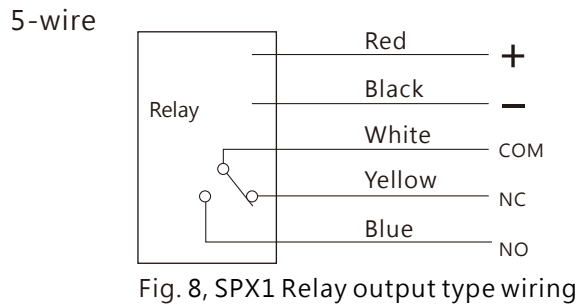 5-wire
Relay
Red +
Black −
White COM
Yellow NC
Blue NO
Fig. 8, SPX1 Relay output type wiring